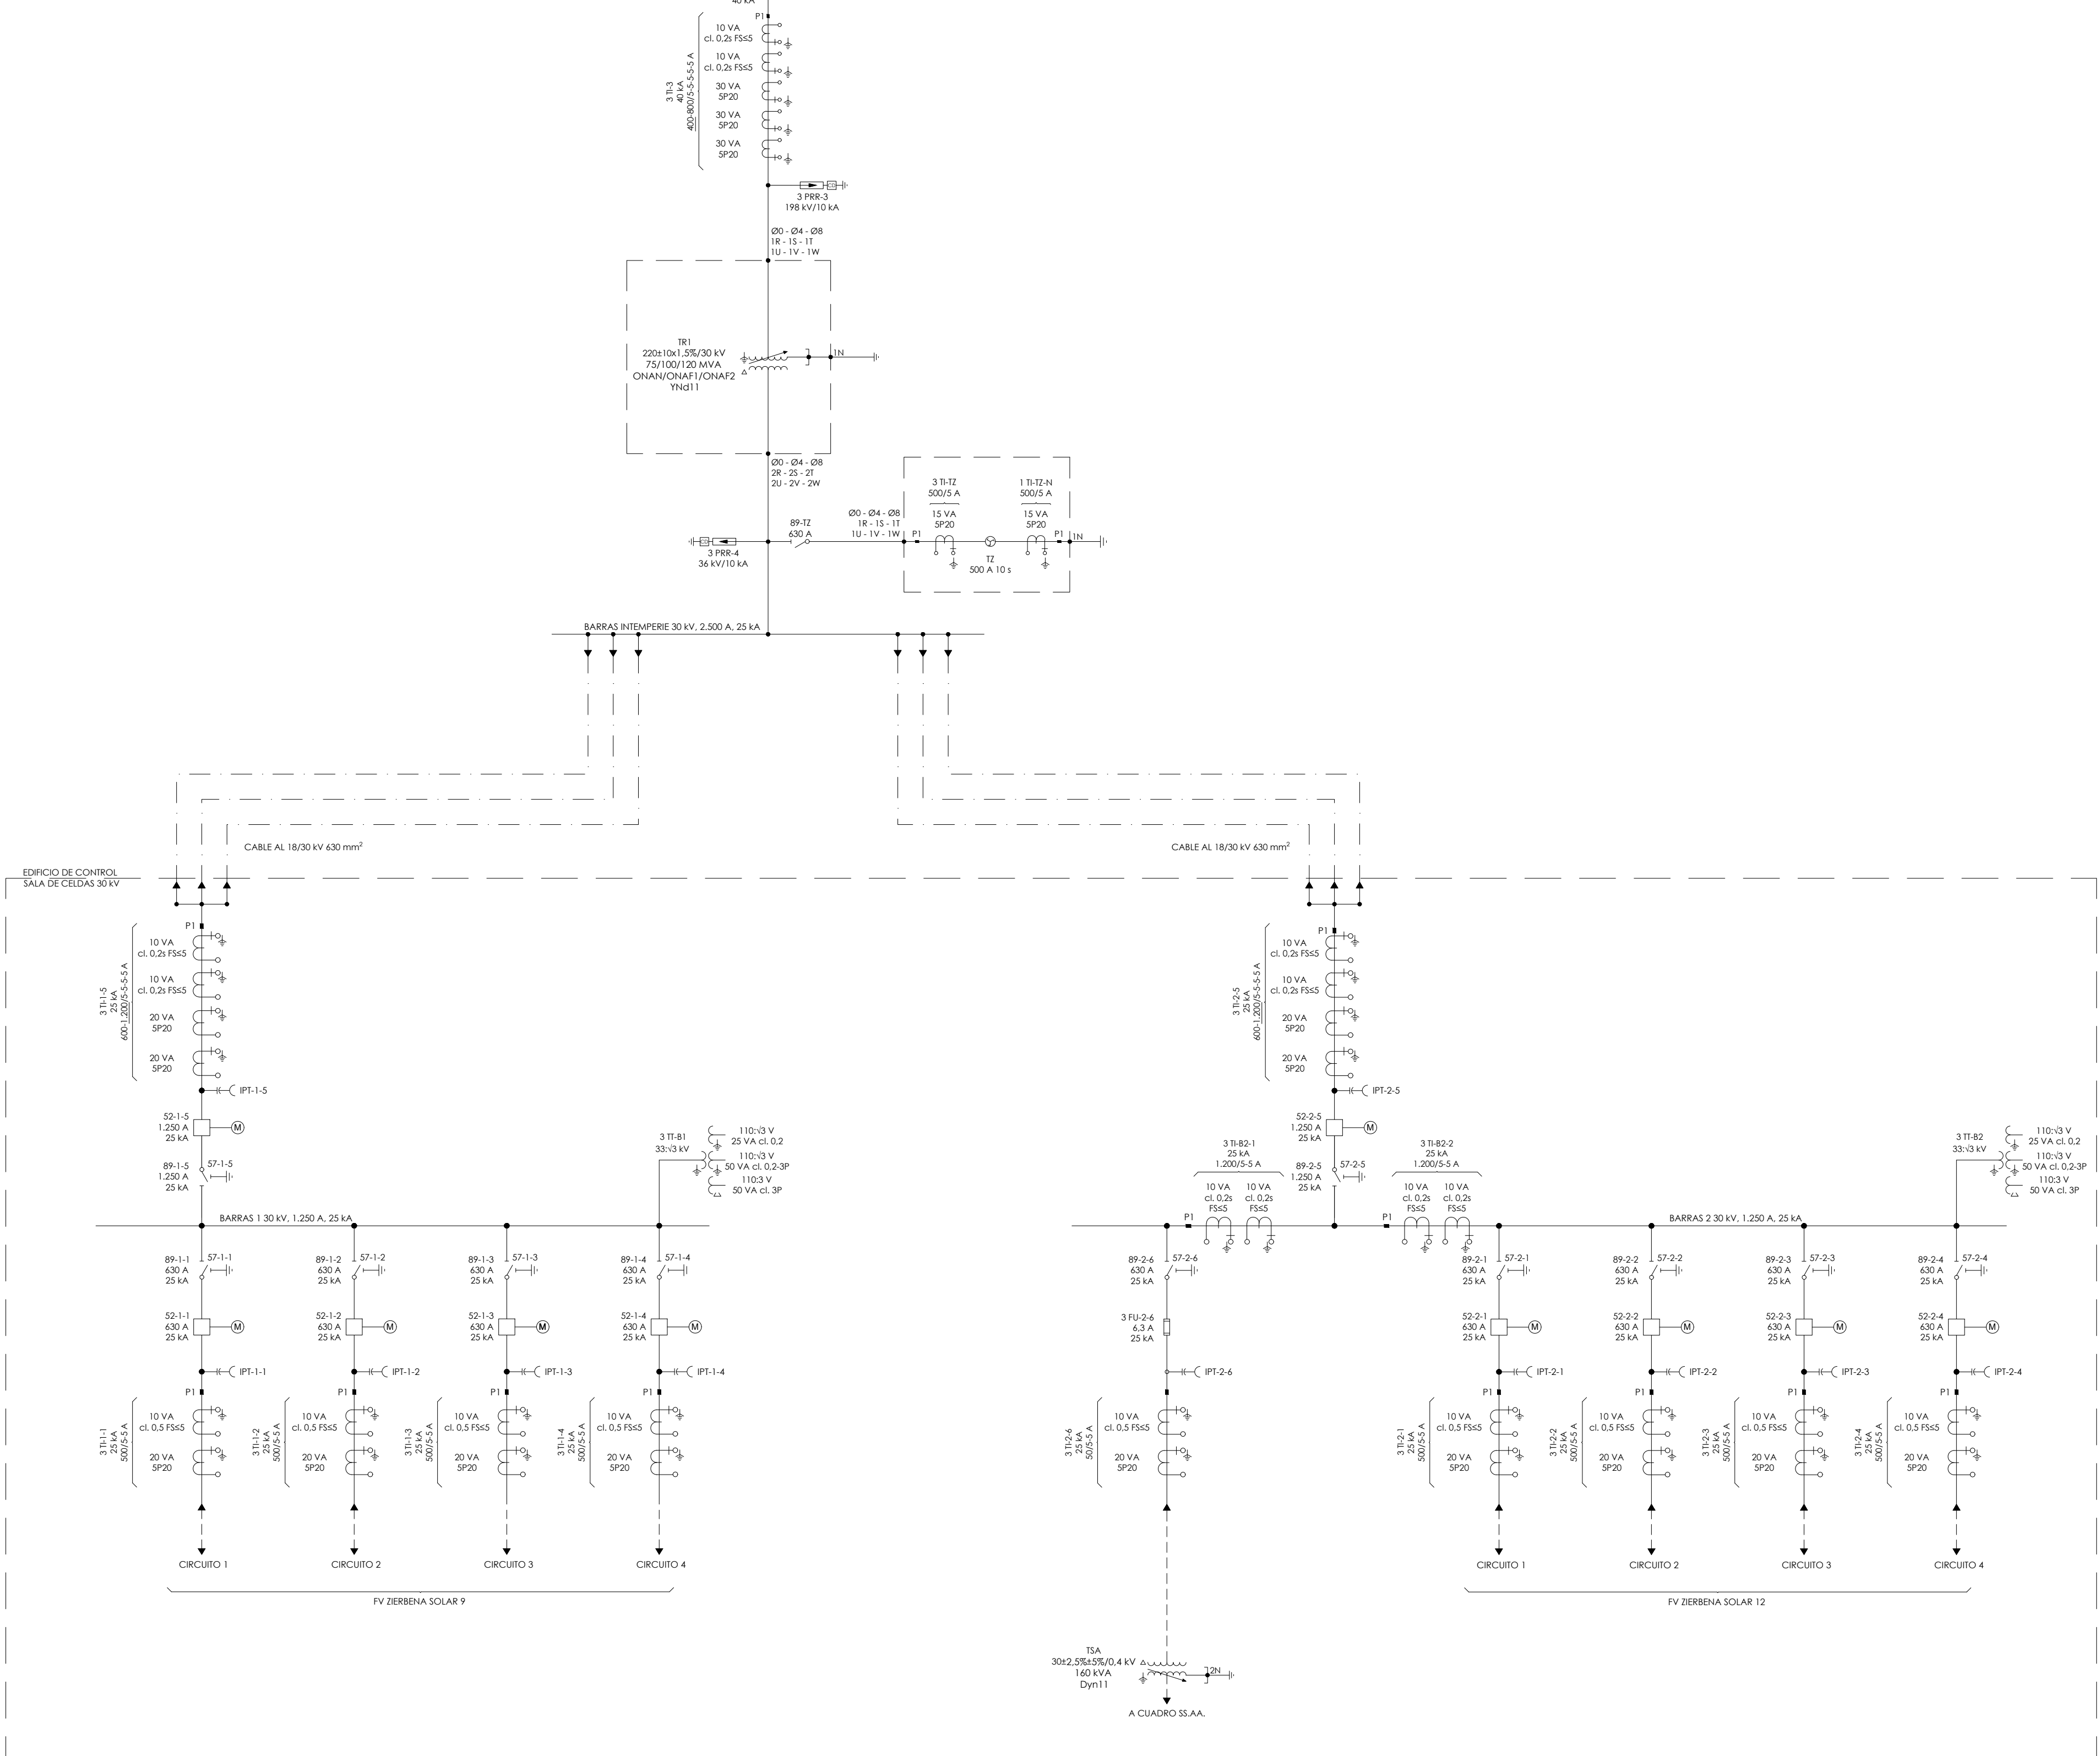 40 kA
P1
10 VA
cl. 0,2s FS≤5
10 VA
cl. 0,2s FS≤5
30 VA
5P20
30 VA
5P20
30 VA
5P20
3 TI-3
40 kA
400-800/5-5-5-5-5 A
3 PRR-3
198 kV/10 kA
Ø0 - Ø4 - Ø8
1R - 1S - 1T
1U - 1V - 1W
TR1
220±10x1,5%/30 kV
75/100/120 MVA
ONAN/ONAF1/ONAF2
YNd11
1N
Ø0 - Ø4 - Ø8
2R - 2S - 2T
2U - 2V - 2W
3 PRR-4
36 kV/10 kA
89-TZ
630 A
Ø0 - Ø4 - Ø8
1R - 1S - 1T
1U - 1V - 1W
3 TI-TZ
500/5 A
15 VA
5P20
P1
TZ
500 A 10 s
1 TI-TZ-N
500/5 A
15 VA
5P20
P1
1N
BARRAS INTEMPERIE 30 kV, 2.500 A, 25 kA
CABLE AL 18/30 kV 630 mm²
CABLE AL 18/30 kV 630 mm²
EDIFICIO DE CONTROL
SALA DE CELDAS 30 kV
P1
10 VA
cl. 0,2s FS≤5
10 VA
cl. 0,2s FS≤5
20 VA
5P20
20 VA
5P20
3 TI-1-5
25 kA
600-1.200/5-5-5-5 A
IPT-1-5
52-1-5
1.250 A
25 kA
M
89-1-5
1.250 A
25 kA
57-1-5
3 TT-B1
33:√3 kV
110:√3 V
25 VA cl. 0,2
110:√3 V
50 VA cl. 0,2-3P
110:3 V
50 VA cl. 3P
BARRAS 1 30 kV, 1.250 A, 25 kA
89-1-1
630 A
25 kA
57-1-1
52-1-1
630 A
25 kA
M
IPT-1-1
P1
10 VA
cl. 0,5 FS≤5
20 VA
5P20
3 TI-1-1
25 kA
500/5-5 A
CIRCUITO 1
89-1-2
630 A
25 kA
57-1-2
52-1-2
630 A
25 kA
M
IPT-1-2
P1
10 VA
cl. 0,5 FS≤5
20 VA
5P20
3 TI-1-2
25 kA
500/5-5 A
CIRCUITO 2
89-1-3
630 A
25 kA
57-1-3
52-1-3
630 A
25 kA
M
IPT-1-3
P1
10 VA
cl. 0,5 FS≤5
20 VA
5P20
3 TI-1-3
25 kA
500/5-5 A
CIRCUITO 3
89-1-4
630 A
25 kA
57-1-4
52-1-4
630 A
25 kA
M
IPT-1-4
P1
10 VA
cl. 0,5 FS≤5
20 VA
5P20
3 TI-1-4
25 kA
500/5-5 A
CIRCUITO 4
FV ZIERBENA SOLAR 9
P1
10 VA
cl. 0,2s FS≤5
10 VA
cl. 0,2s FS≤5
20 VA
5P20
20 VA
5P20
3 TI-2-5
25 kA
600-1.200/5-5-5-5 A
IPT-2-5
52-2-5
1.250 A
25 kA
M
89-2-5
1.250 A
25 kA
57-2-5
3 TI-B2-1
25 kA
1.200/5-5 A
10 VA
cl. 0,2s
FS≤5
10 VA
cl. 0,2s
FS≤5
P1
3 TI-B2-2
25 kA
1.200/5-5 A
10 VA
cl. 0,2s
FS≤5
10 VA
cl. 0,2s
FS≤5
P1
3 TT-B2
33:√3 kV
110:√3 V
25 VA cl. 0,2
110:√3 V
50 VA cl. 0,2-3P
110:3 V
50 VA cl. 3P
BARRAS 2 30 kV, 1.250 A, 25 kA
89-2-6
630 A
25 kA
57-2-6
3 FU-2-6
6,3 A
25 kA
IPT-2-6
10 VA
cl. 0,5 FS≤5
20 VA
5P20
3 TI-2-6
25 kA
50/5-5 A
TSA
30±2,5%±5%/0,4 kV
160 kVA
Dyn11
2N
A CUADRO SS.AA.
89-2-1
630 A
25 kA
57-2-1
52-2-1
630 A
25 kA
M
IPT-2-1
P1
10 VA
cl. 0,5 FS≤5
20 VA
5P20
3 TI-2-1
25 kA
500/5-5 A
CIRCUITO 1
89-2-2
630 A
25 kA
57-2-2
52-2-2
630 A
25 kA
M
IPT-2-2
P1
10 VA
cl. 0,5 FS≤5
20 VA
5P20
3 TI-2-2
25 kA
500/5-5 A
CIRCUITO 2
89-2-3
630 A
25 kA
57-2-3
52-2-3
630 A
25 kA
M
IPT-2-3
P1
10 VA
cl. 0,5 FS≤5
20 VA
5P20
3 TI-2-3
25 kA
500/5-5 A
CIRCUITO 3
89-2-4
630 A
25 kA
57-2-4
52-2-4
630 A
25 kA
M
IPT-2-4
P1
10 VA
cl. 0,5 FS≤5
20 VA
5P20
3 TI-2-4
25 kA
500/5-5 A
CIRCUITO 4
FV ZIERBENA SOLAR 12